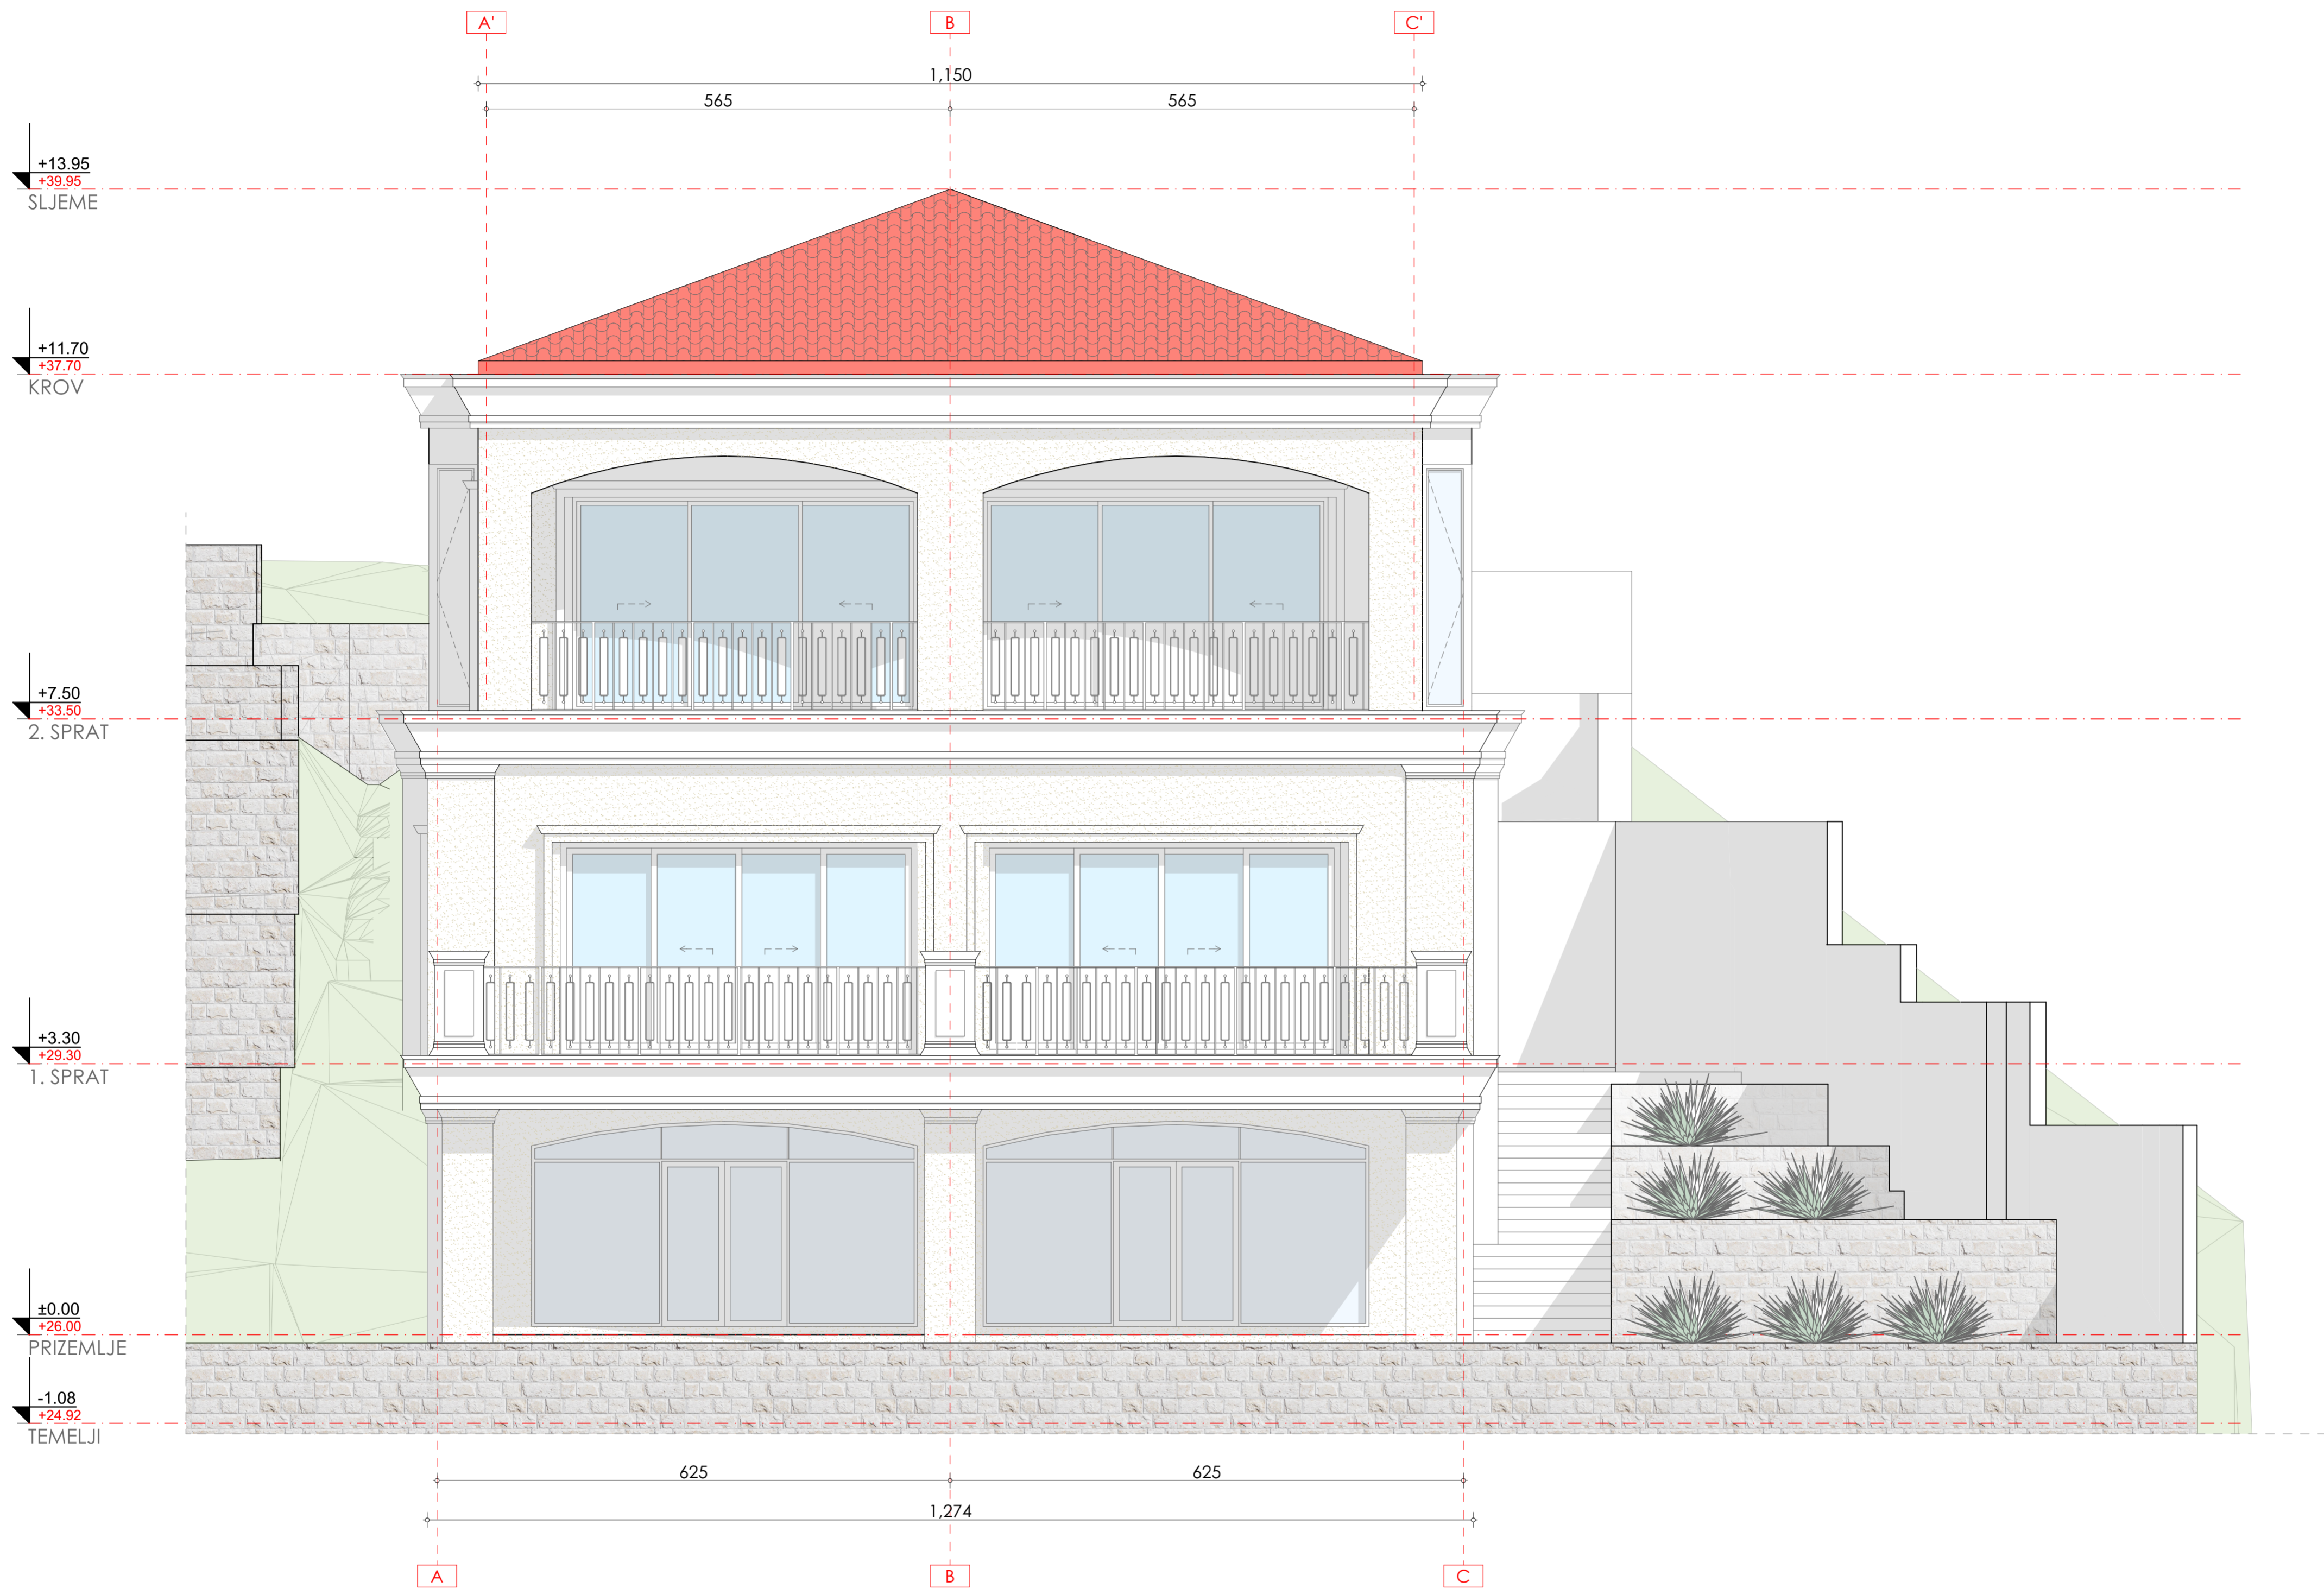 A' B C'
1,150
565 565
+13.95
+39.95
SLJEME
+11.70
+37.70
KROV
+7.50
+33.50
2. SPRAT
+3.30
+29.30
1. SPRAT
±0.00
+26.00
PRIZEMLJE
-1.08
+24.92
TEMELJI
625 625
1,274
A B C